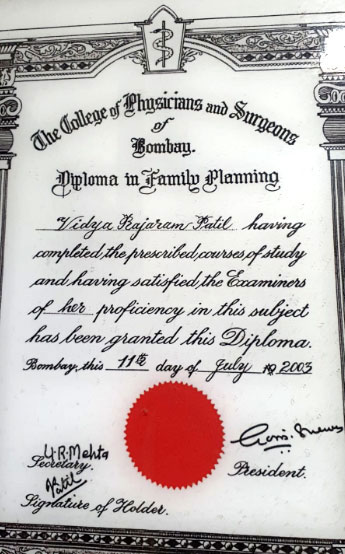 The College of Physicians and Surgeons
of
Bombay.
Diploma in Family Planning
Vidya Rajaram Patil having
completed the prescribed courses of study
and having satisfied the Examiners
of her proficiency in this subject
has been granted this Diploma.
Bombay, this 11th day of July 19 2003
U.R. Mehta
Secretary.
President.
Patil
Signature of Holder.